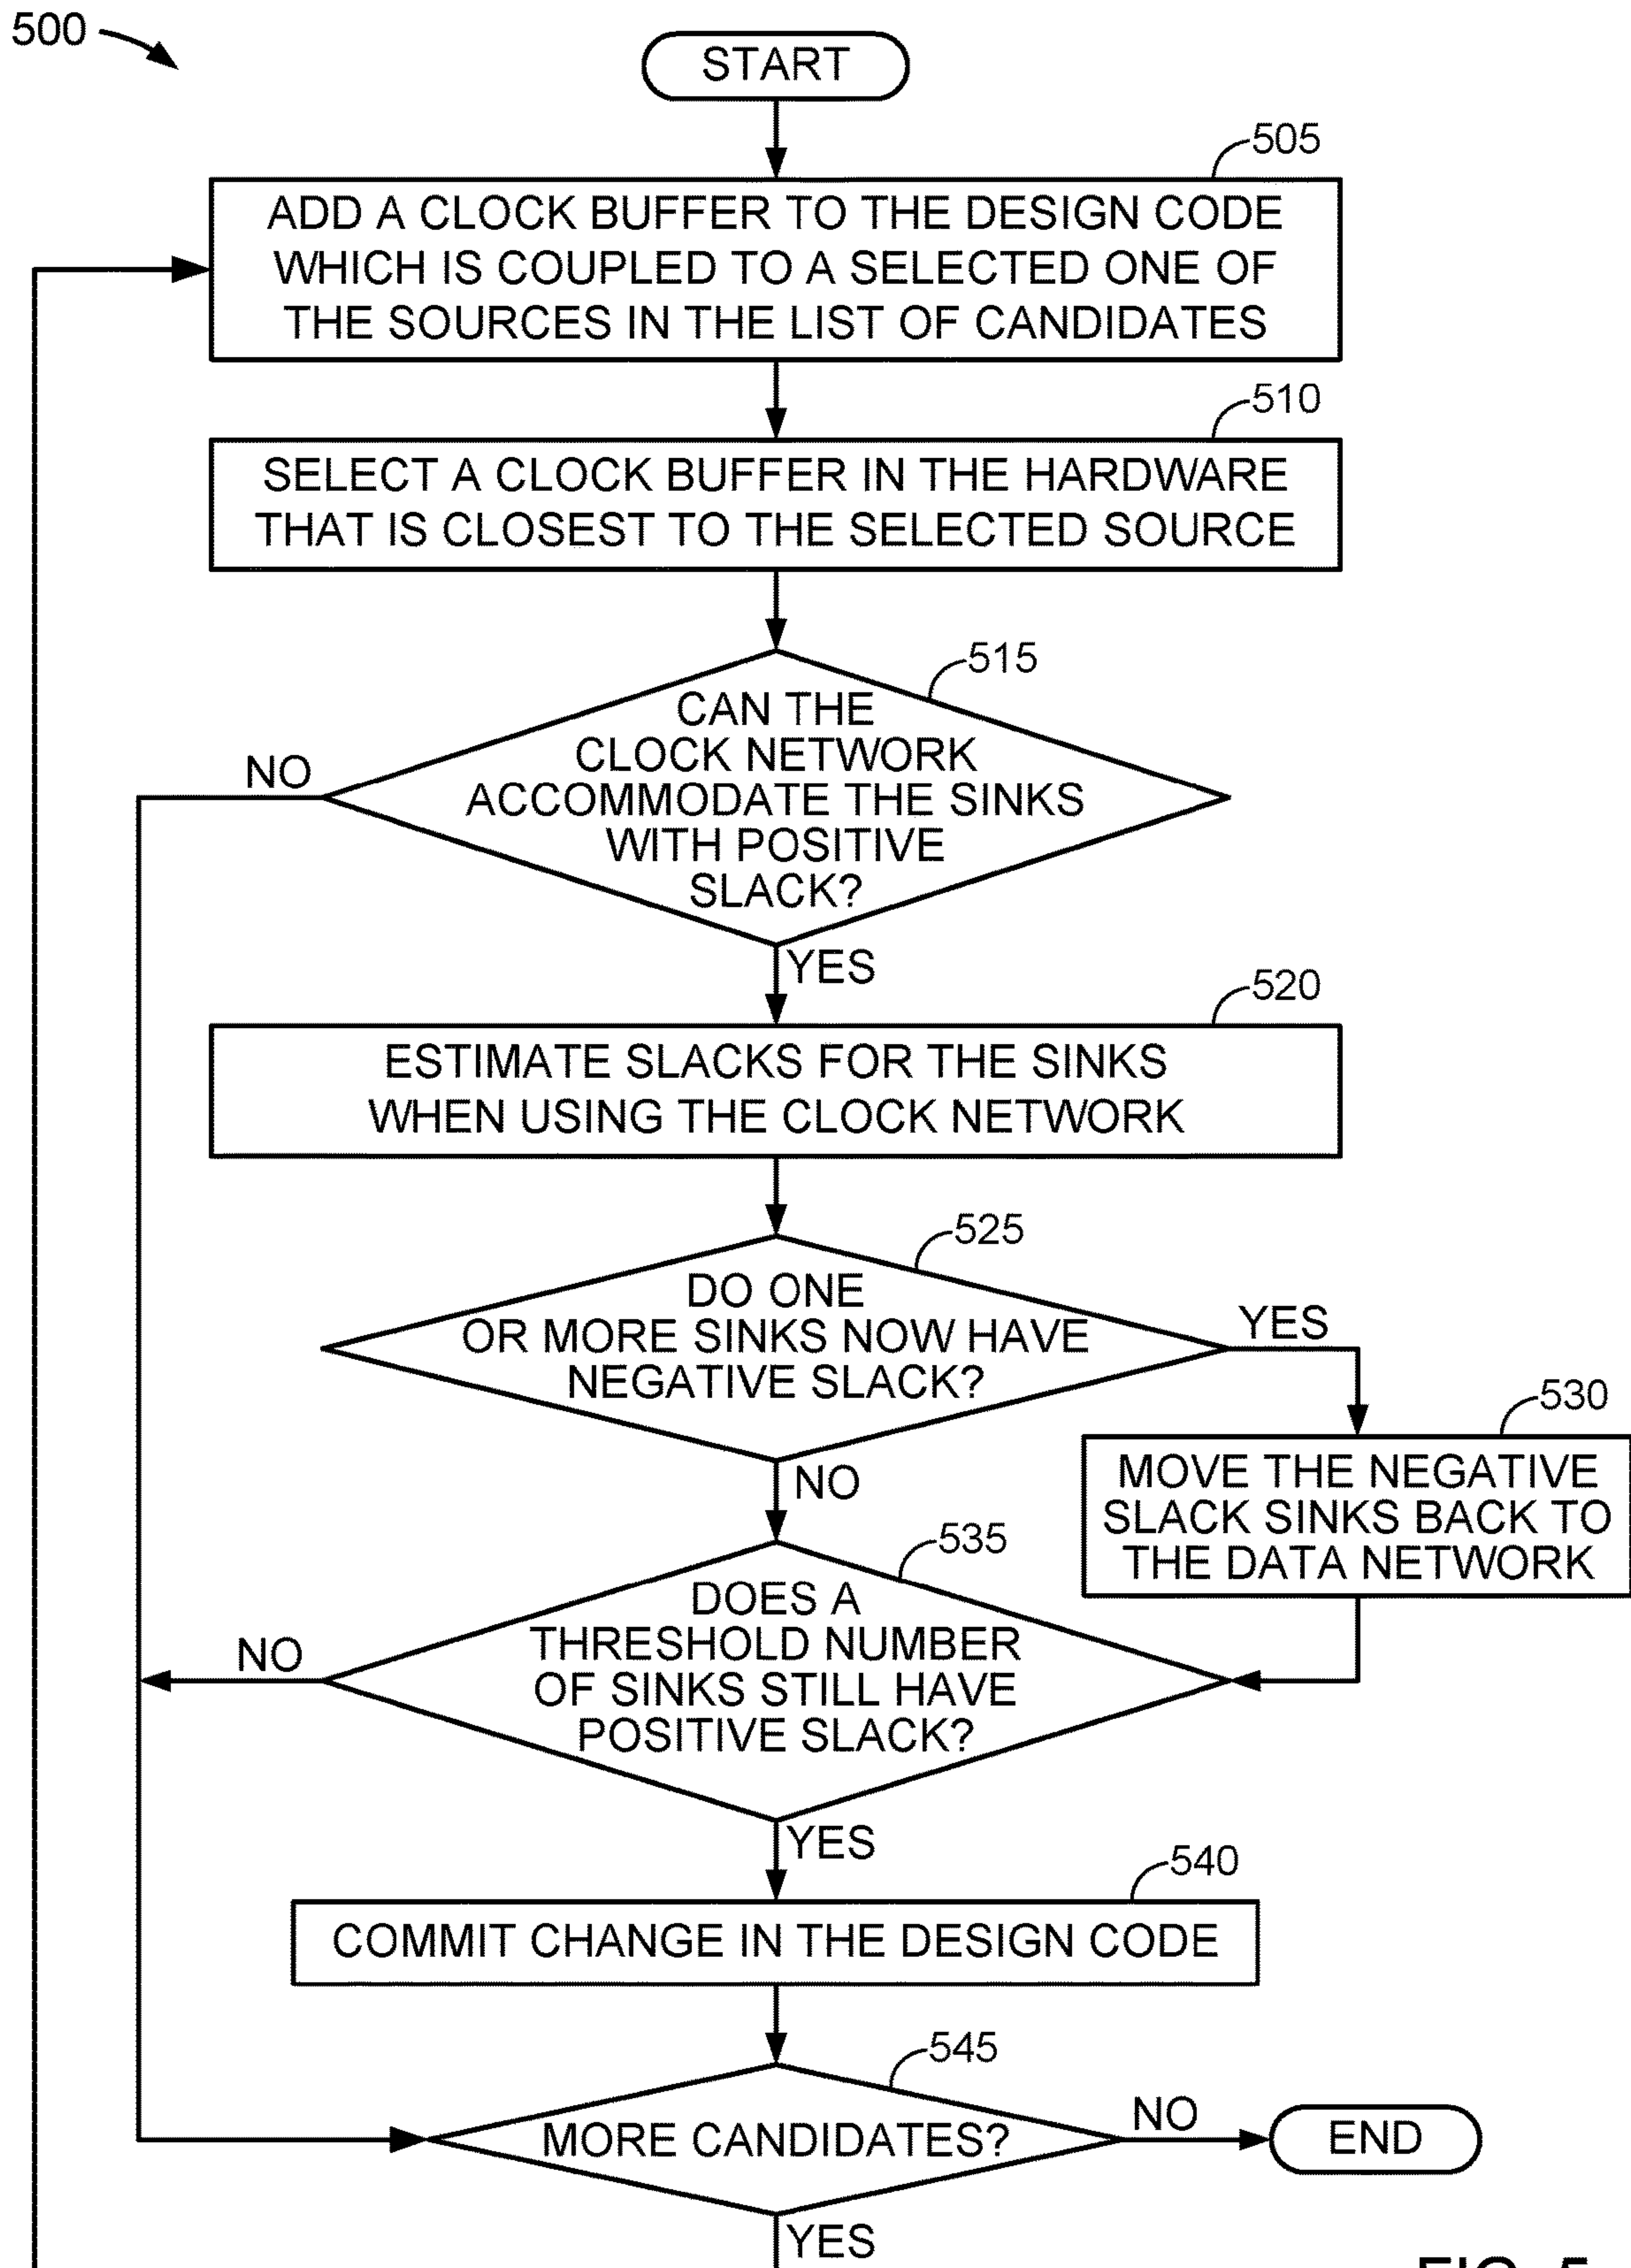 500
START
505
ADD A CLOCK BUFFER TO THE DESIGN CODE
WHICH IS COUPLED TO A SELECTED ONE OF
THE SOURCES IN THE LIST OF CANDIDATES
510
SELECT A CLOCK BUFFER IN THE HARDWARE
THAT IS CLOSEST TO THE SELECTED SOURCE
515
CAN THE
CLOCK NETWORK
ACCOMMODATE THE SINKS
WITH POSITIVE
SLACK?
NO
YES
520
ESTIMATE SLACKS FOR THE SINKS
WHEN USING THE CLOCK NETWORK
525
DO ONE
OR MORE SINKS NOW HAVE
NEGATIVE SLACK?
YES
NO
530
MOVE THE NEGATIVE
SLACK SINKS BACK TO
THE DATA NETWORK
535
DOES A
THRESHOLD NUMBER
OF SINKS STILL HAVE
POSITIVE SLACK?
NO
YES
540
COMMIT CHANGE IN THE DESIGN CODE
545
MORE CANDIDATES?
NO
END
YES
FIG. 5